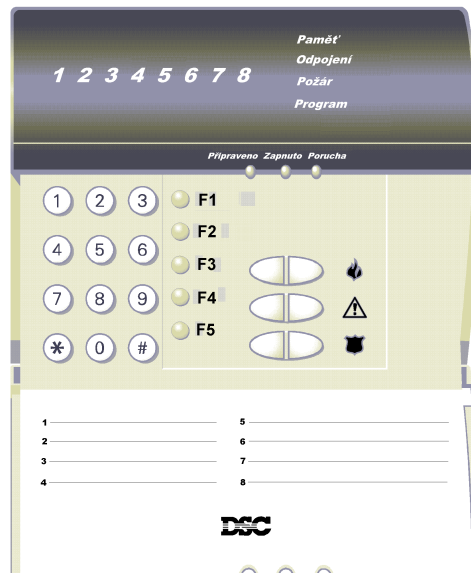 Paměť
Odpojení
1 2 3 4 5 6 7 8
Požár
Program
Připraveno Zapnuto Porucha
1 2 3 F1
F2
4 5 6
F3
7 8 9 F4
F5
* 0 #
1 5
2 6
3 7
4 8
DSC